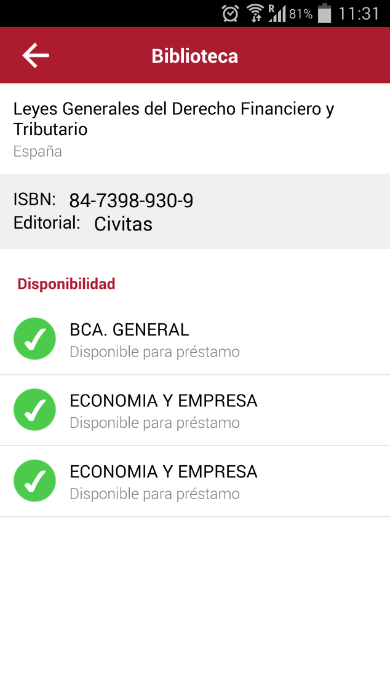 81% 11:31
Biblioteca
Leyes Generales del Derecho Financiero y
Tributario
España
ISBN: 84-7398-930-9
Editorial: Civitas
Disponibilidad
BCA. GENERAL
Disponible para préstamo
ECONOMIA Y EMPRESA
Disponible para préstamo
ECONOMIA Y EMPRESA
Disponible para préstamo